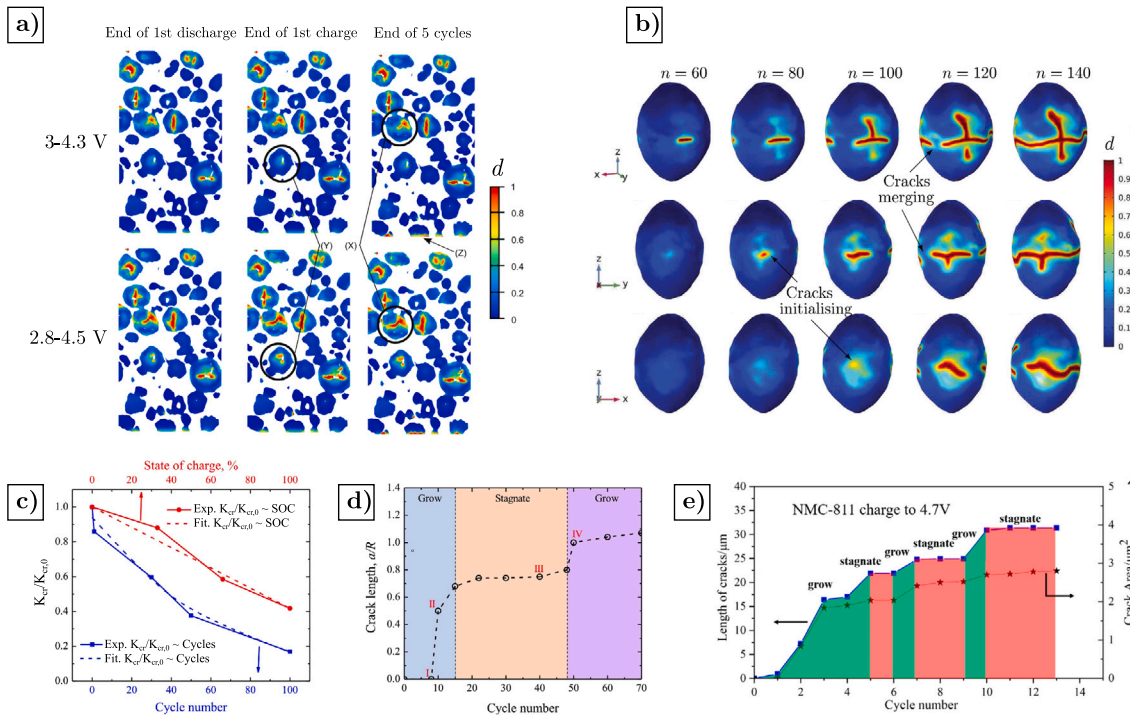 a)
End of 1st discharge End of 1st charge End of 5 cycles
3-4.3 V
2.8-4.5 V
(Y) (X) (Z)
d
1
0.8
0.6
0.4
0.2
0
b)
n = 60 n = 80 n = 100 n = 120 n = 140
z
x y
Cracks
merging
z
y
Cracks
initialising
z
x
d
1
0.9
0.8
0.7
0.6
0.5
0.4
0.3
0.2
0.1
0
c)
State of charge, %
0 20 40 60 80 100
Exp. Kcr/Kcr,0 ~ SOC
Fit. Kcr/Kcr,0 ~ SOC
Kcr/Kcr,0
1.0
0.8
0.6
0.4
0.2
0.0
Exp. Kcr/Kcr,0 ~ Cycles
Fit. Kcr/Kcr,0 ~ Cycles
0 20 40 60 80 100
Cycle number
d)
Grow Stagnate Grow
Crack length, a/R
1.4
1.2
1.0
0.8
0.6
0.4
0.2
0.0
I
II
III
IV
0 10 20 30 40 50 60 70
Cycle number
e)
NMC-811 charge to 4.7V
Length of cracks/μm
40
35
30
25
20
15
10
5
0
grow
stagnate
grow
stagnate
grow
stagnate
5
4
3
2
1
0
Crack Area/μm²
0 2 4 6 8 10 12 14
Cycle number